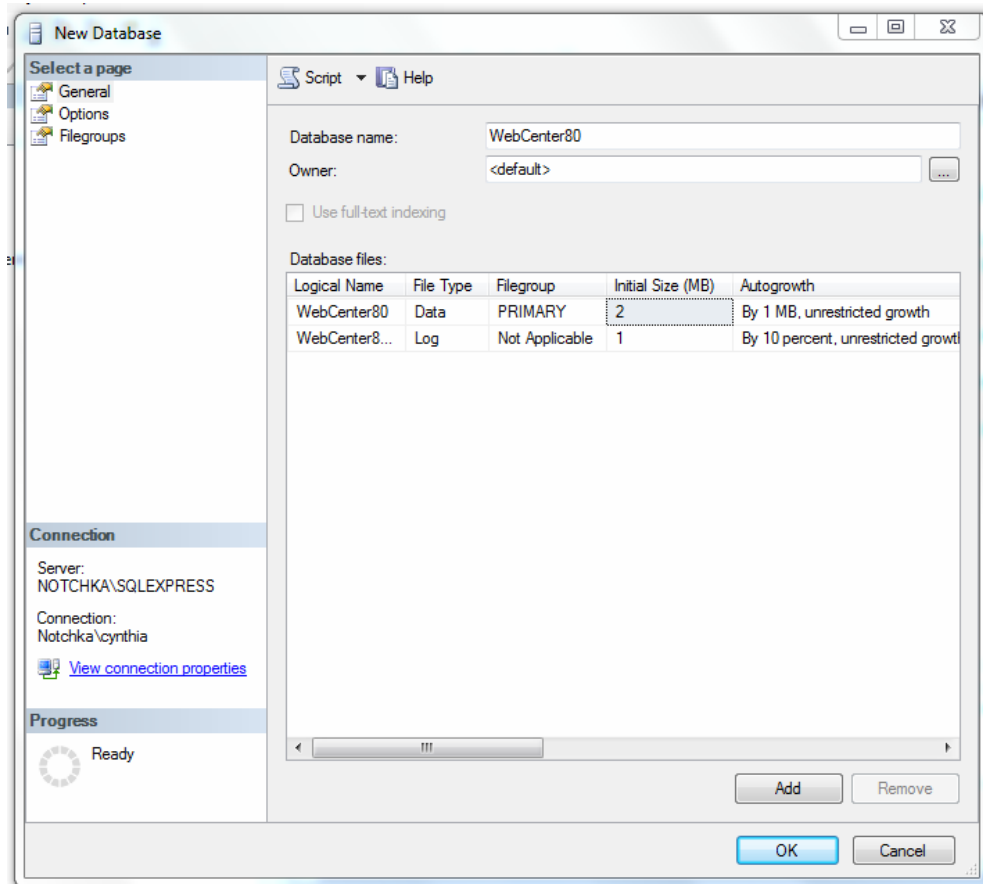 New Database
Select a page
General
Options
Filegroups
Script Help
Database name: WebCenter80
Owner: <default> ...
Use full-text indexing
Database files:
Logical Name File Type Filegroup Initial Size (MB) Autogrowth
WebCenter80 Data PRIMARY 2 By 1 MB, unrestricted growth
WebCenter8... Log Not Applicable 1 By 10 percent, unrestricted growtl
Connection
Server:
NOTCHKA\SQLEXPRESS
Connection:
Notchka\cynthia
View connection properties
Progress
Ready
Add Remove
OK Cancel